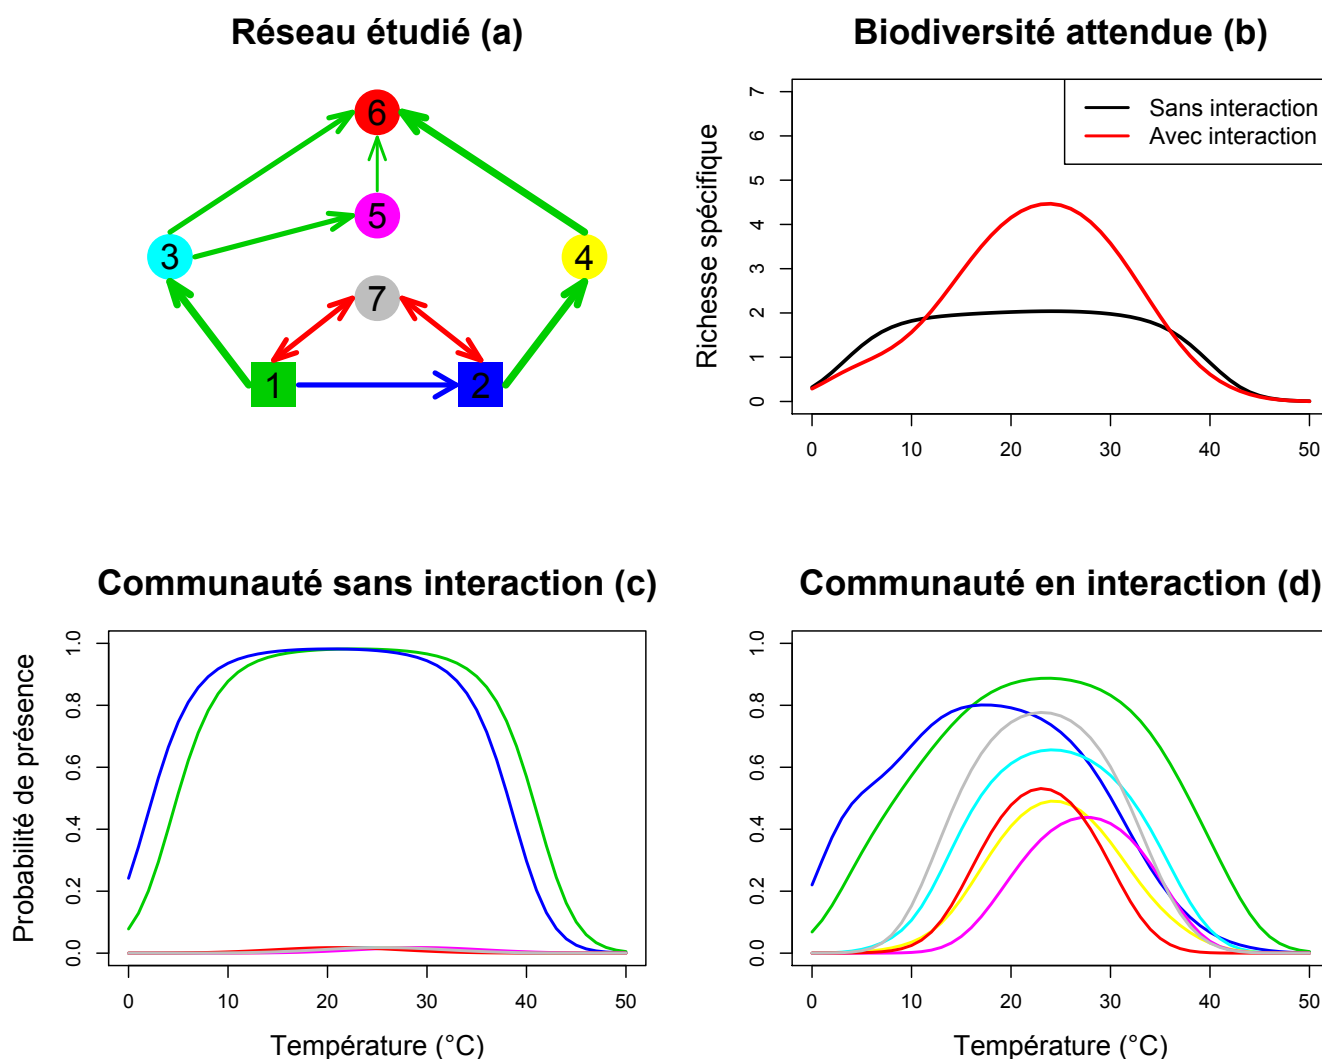 Réseau étudié (a)
6
5
3
4
7
1
2
Biodiversité attendue (b)
Richesse spécifique
7
6
5
4
3
2
1
0
Sans interaction
Avec interaction
0 10 20 30 40 50
Communauté sans interaction (c)
Probabilité de présence
1.0
0.8
0.6
0.4
0.2
0.0
0 10 20 30 40 50
Température (°C)
Communauté en interaction (d)
1.0
0.8
0.6
0.4
0.2
0.0
0 10 20 30 40 50
Température (°C)